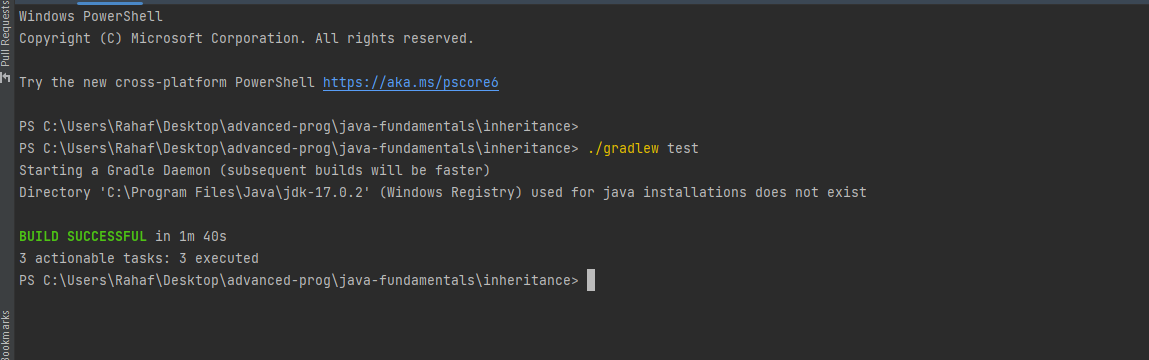 Pull Requests
Windows PowerShell
Copyright (C) Microsoft Corporation. All rights reserved.
Try the new cross-platform PowerShell https://aka.ms/pscore6
PS C:\Users\Rahaf\Desktop\advanced-prog\java-fundamentals\inheritance>
PS C:\Users\Rahaf\Desktop\advanced-prog\java-fundamentals\inheritance> ./gradlew test
Starting a Gradle Daemon (subsequent builds will be faster)
Directory 'C:\Program Files\Java\jdk-17.0.2' (Windows Registry) used for java installations does not exist
BUILD SUCCESSFUL in 1m 40s
3 actionable tasks: 3 executed
PS C:\Users\Rahaf\Desktop\advanced-prog\java-fundamentals\inheritance>
Bookmarks